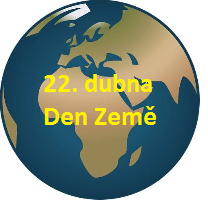 22. dubna
Den Země